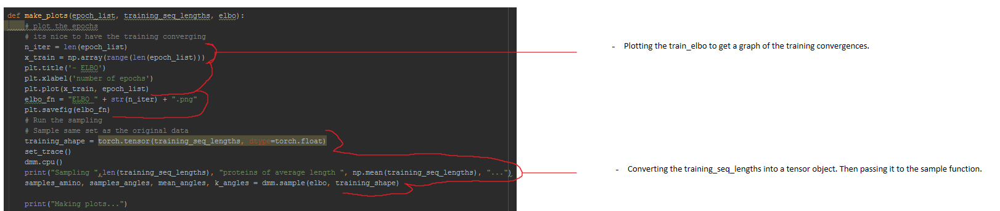 def make_plots(epoch_list, training_seq_lengths, elbo):
# plot the epochs
# its nice to have the training converging
n_iter = len(epoch_list)
x_train = np.array(range(len(epoch_list)))
plt.title('- ELBO')
plt.xlabel('number of epochs')
plt.plot(x_train, epoch_list)
elbo_fn = "ELBO_" + str(n_iter) + ".png"
plt.savefig(elbo_fn)
# Run the sampling
# Sample same set as the original data
training_shape = torch.tensor(training_seq_lengths, dtype=torch.float)
set_trace()
dmm.cpu()
print("Sampling ",len(training_seq_lengths), "proteins of average length ", np.mean(training_seq_lengths), "...")
samples_amino, samples_angles, mean_angles, k_angles = dmm.sample(elbo, training_shape)
print("Making plots...")
- Plotting the train_elbo to get a graph of the training convergences.
- Converting the training_seq_lengths into a tensor object. Then passing it to the sample function.